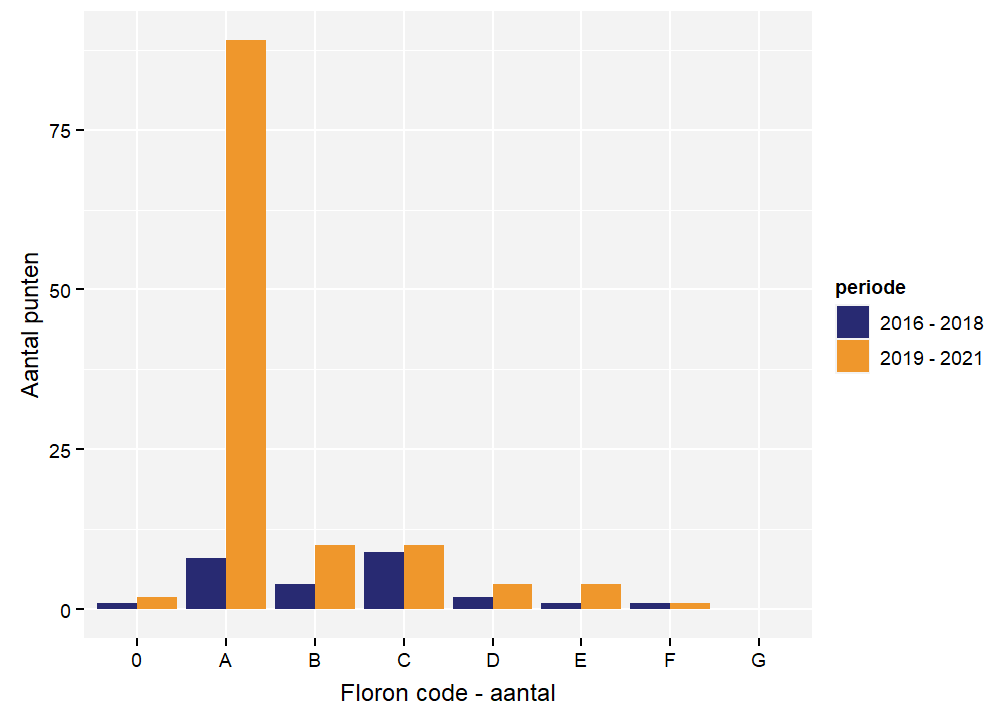 Aantal punten
75
50
25
0
0 A B C D E F G
Floron code - aantal
periode
2016 - 2018
2019 - 2021